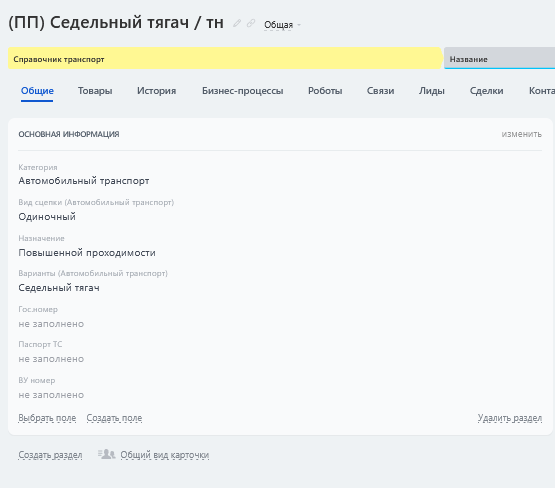 (ПП) Седельный тягач / тн Общая
Справочник транспорт Название
Общие Товары История Бизнес-процессы Роботы Связи Лиды Сделки Конта
ОСНОВНАЯ ИНФОРМАЦИЯ изменить
Категория
Автомобильный транспорт
Вид сцепки (Автомобильный транспорт)
Одиночный
Назначение
Повышенной проходимости
Варианты (Автомобильный транспорт)
Седельный тягач
Гос.номер
не заполнено
Паспорт ТС
не заполнено
ВУ номер
не заполнено
Выбрать поле Создать поле Удалить раздел
Создать раздел Общий вид карточки